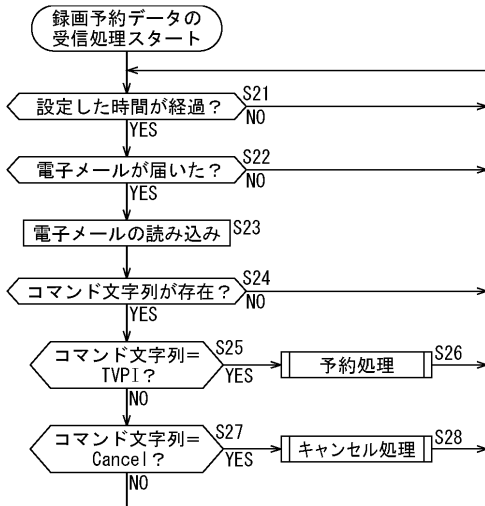 録画予約データの
受信処理スタート
設定した時間が経過?
S21
YES
NO
電子メールが届いた?
S22
YES
NO
電子メールの読み込み
S23
コマンド文字列が存在?
S24
YES
NO
コマンド文字列=
TVPI?
S25
YES
NO
予約処理
S26
コマンド文字列=
Cancel?
S27
YES
NO
キャンセル処理
S28